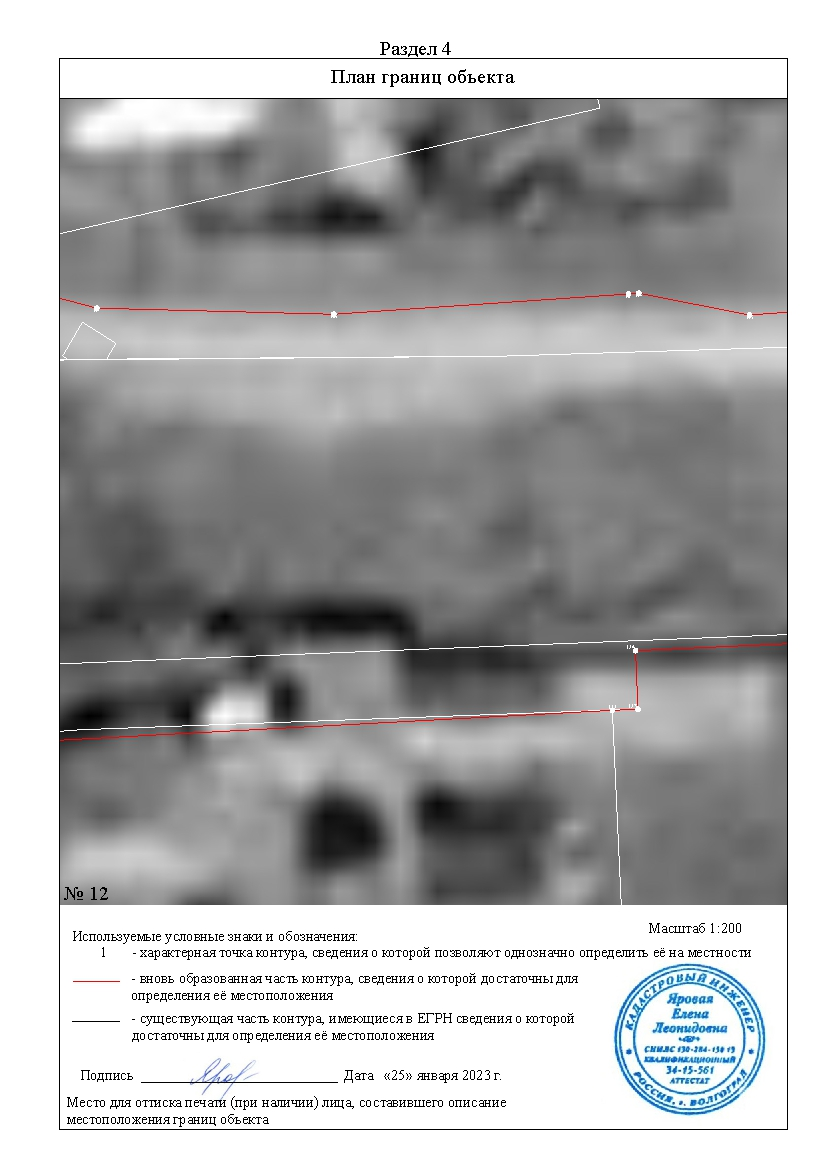 Раздел 4
План границ объекта
№ 12
Масштаб 1:200
Используемые условные знаки и обозначения:
1 - характерная точка контура, сведения о которой позволяют однозначно определить её на местности
- вновь образованная часть контура, сведения о которой достаточны для
определения её местоположения
- существующая часть контура, имеющиеся в ЕГРН сведения о которой
достаточны для определения её местоположения
Подпись Дата «25» января 2023 г.
Место для оттиска печати (при наличии) лица, составившего описание
местоположения границ объекта
КАДАСТРОВЫЙ ИНЖЕНЕР
Яровая
Елена
Леонидовна
СНИЛС
КВАЛИФИКАЦИОННЫЙ
34-15-561
АТТЕСТАТ
РОССИЯ, г. ВОЛГОГРАД